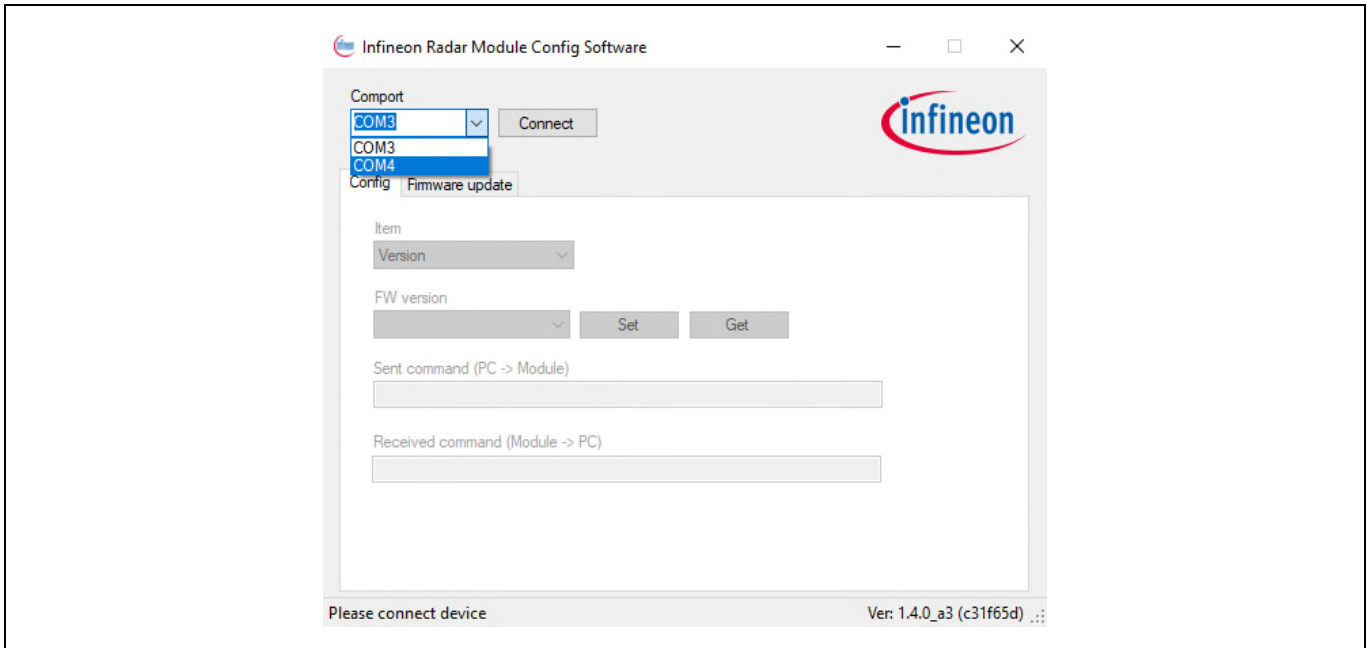 infineon Infineon Radar Module Config Software
Comport
COM3 Connect
infineon
COM3
COM4
Config Firmware update
Item
Version
FW version
Set Get
Sent command (PC -> Module)
Received command (Module -> PC)
Please connect device Ver: 1.4.0_a3 (c31f65d)